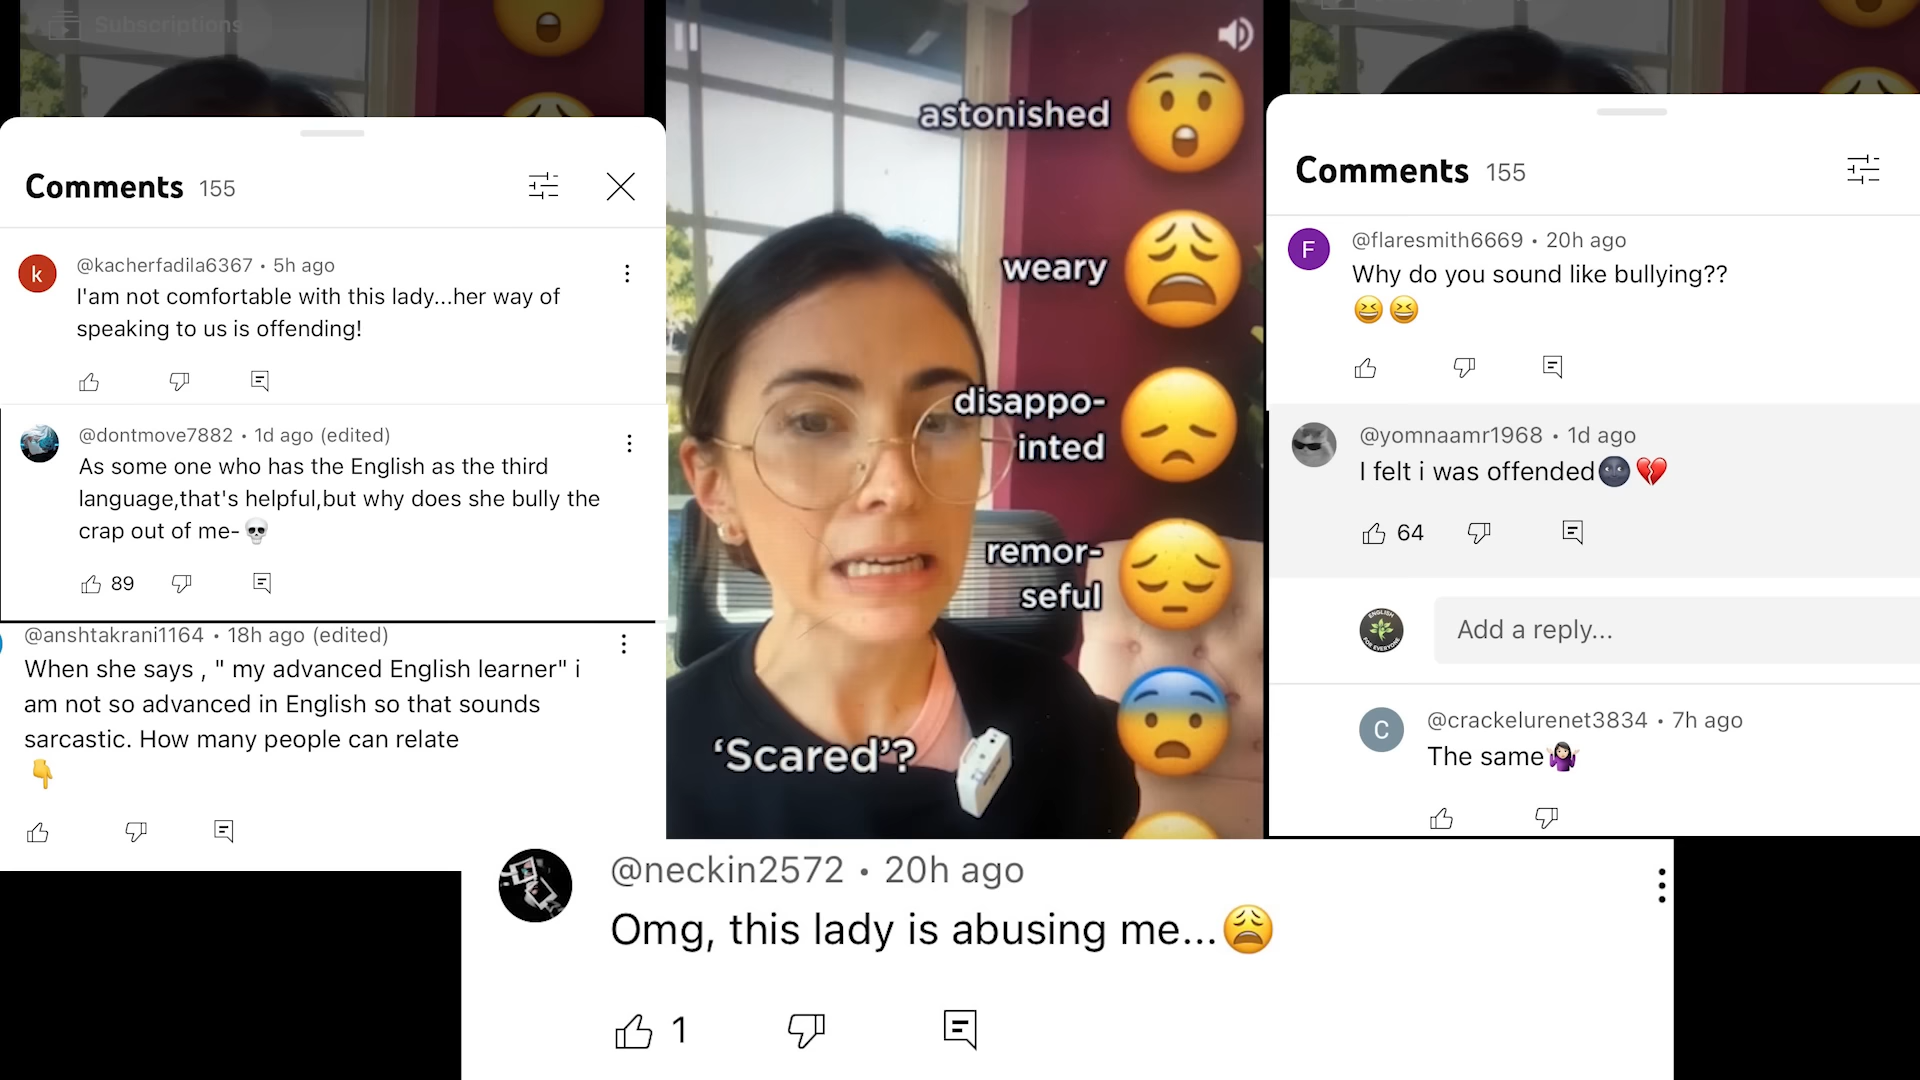 Subscriptions
Comments 155
@kacherfadila6367 • 5h ago
I'am not comfortable with this lady...her way of
speaking to us is offending!
@dontmove7882 • 1d ago (edited)
As some one who has the English as the third
language,that's helpful,but why does she bully the
crap out of me-💀
89
@anshtakrani1164 • 18h ago (edited)
When she says , " my advanced English learner" i
am not so advanced in English so that sounds
sarcastic. How many people can relate
👇
astonished
weary
disappo-
inted
remor-
seful
'Scared'?
Comments 155
F
@flaresmith6669 • 20h ago
Why do you sound like bullying??
😆😆
@yomnaamr1968 • 1d ago
I felt i was offended🌚💔
64
ENGLISH
FOR EVERYONE
Add a reply...
C
@crackelurenet3834 • 7h ago
The same🤷🏻‍♀️
k
@neckin2572 • 20h ago
Omg, this lady is abusing me...😩
1